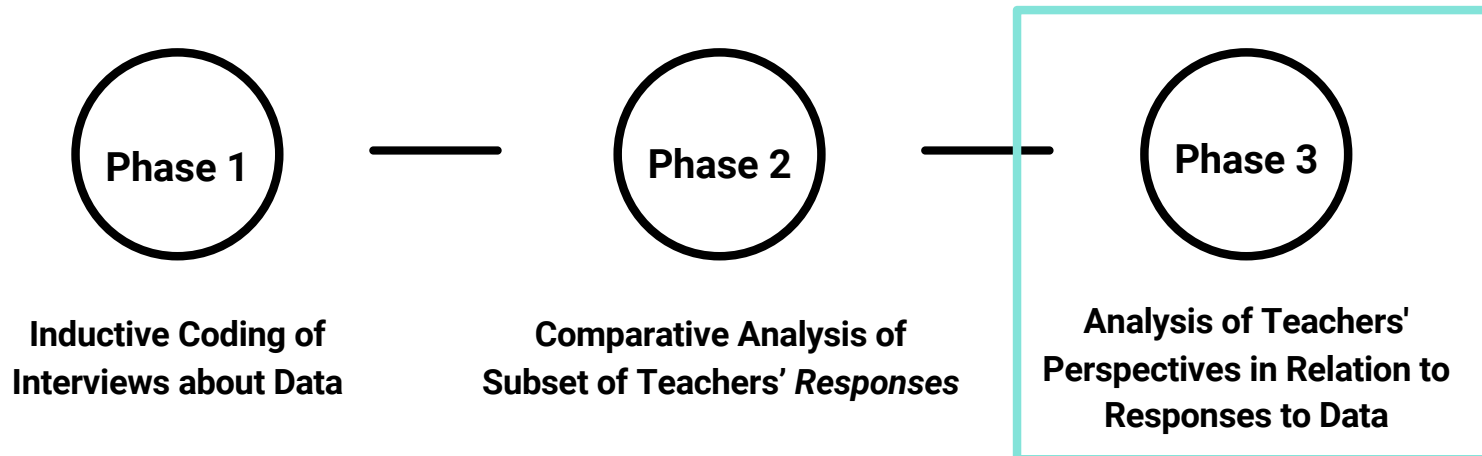 Phase 1
Phase 2
Phase 3
Inductive Coding of
Interviews about Data
Comparative Analysis of
Subset of Teachers’ Responses
Analysis of Teachers'
Perspectives in Relation to
Responses to Data